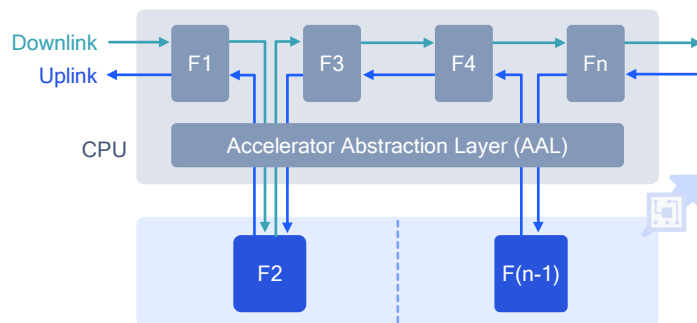 Downlink
Uplink
F1
F3
F4
Fn
CPU
Accelerator Abstraction Layer (AAL)
F2
F(n-1)